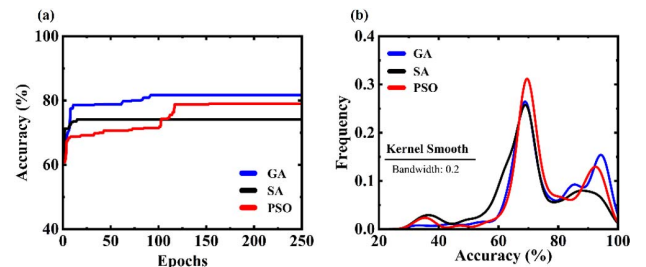 (a)
100
80
60
40
Accuracy (%)
GA
SA
PSO
0 50 100 150 200 250
Epochs
(b)
0.4
0.3
0.2
0.1
0.0
Frequency
GA
SA
PSO
Kernel Smooth
Bandwidth: 0.2
20 40 60 80 100
Accuracy (%)